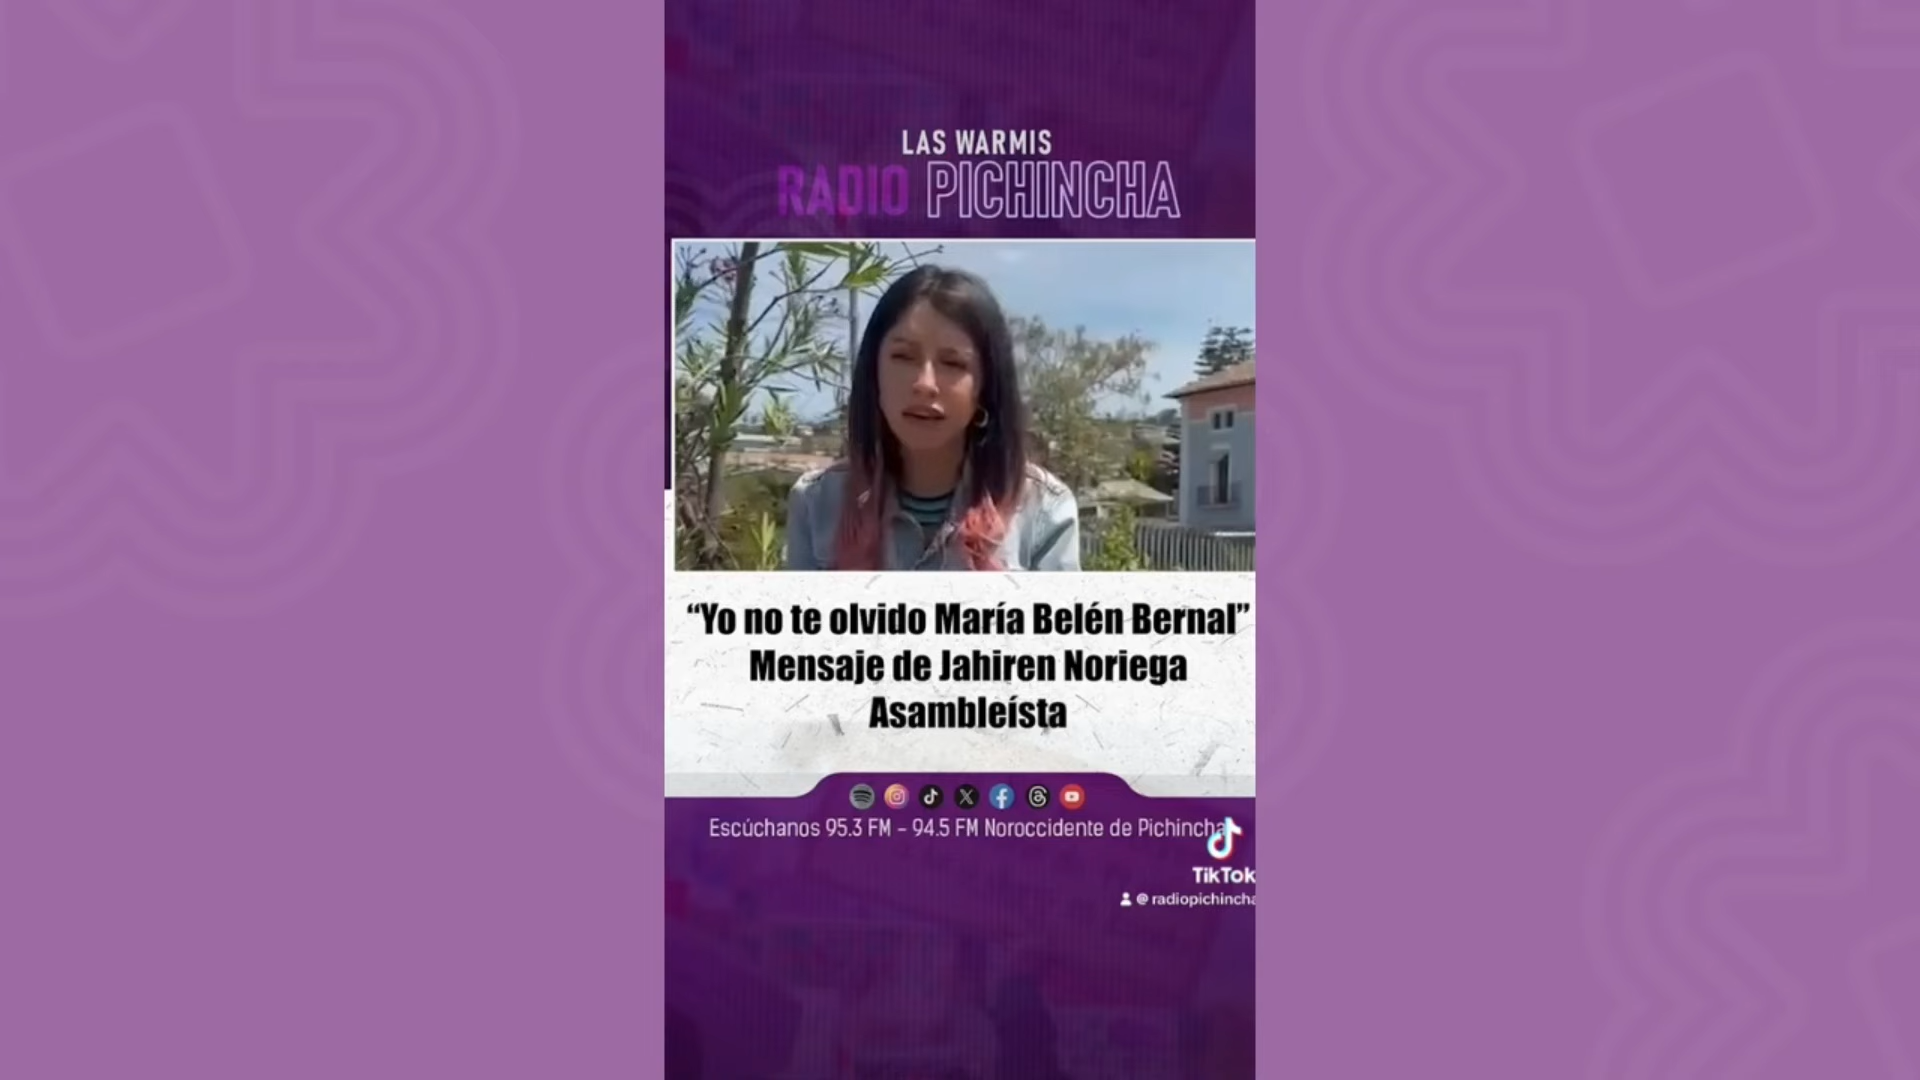 LAS WARMIS
RADIO PICHINCHA
“Yo no te olvido María Belén Bernal”
Mensaje de Jahiren Noriega
Asambleísta
Escúchanos 95.3 FM – 94.5 FM Noroccidente de Pichincha
TikTok
@radiopichincha